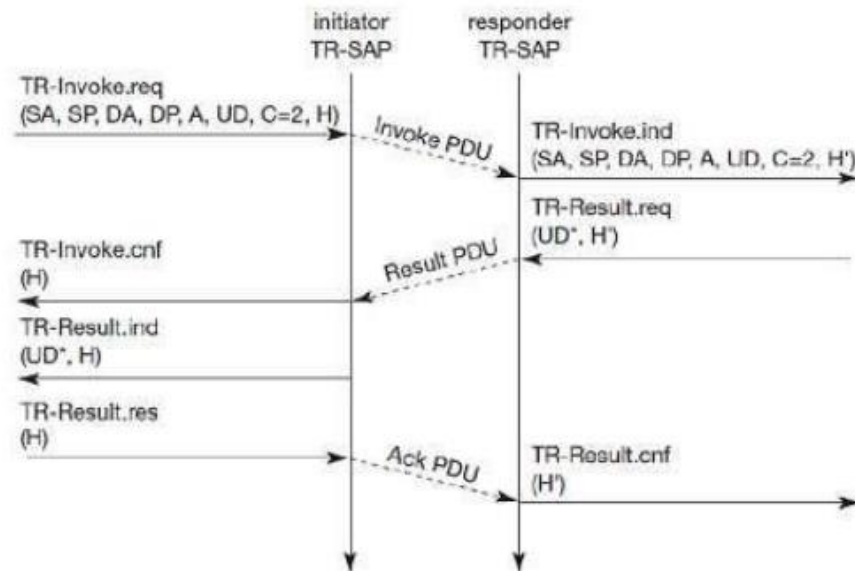 initiator
TR-SAP
responder
TR-SAP
TR-Invoke.req
(SA, SP, DA, DP, A, UD, C=2, H)
Invoke PDU
TR-Invoke.ind
(SA, SP, DA, DP, A, UD, C=2, H')
TR-Result.req
(UD*, H')
Result PDU
TR-Invoke.cnf
(H)
TR-Result.ind
(UD*, H)
TR-Result.res
(H)
Ack PDU
TR-Result.cnf
(H')